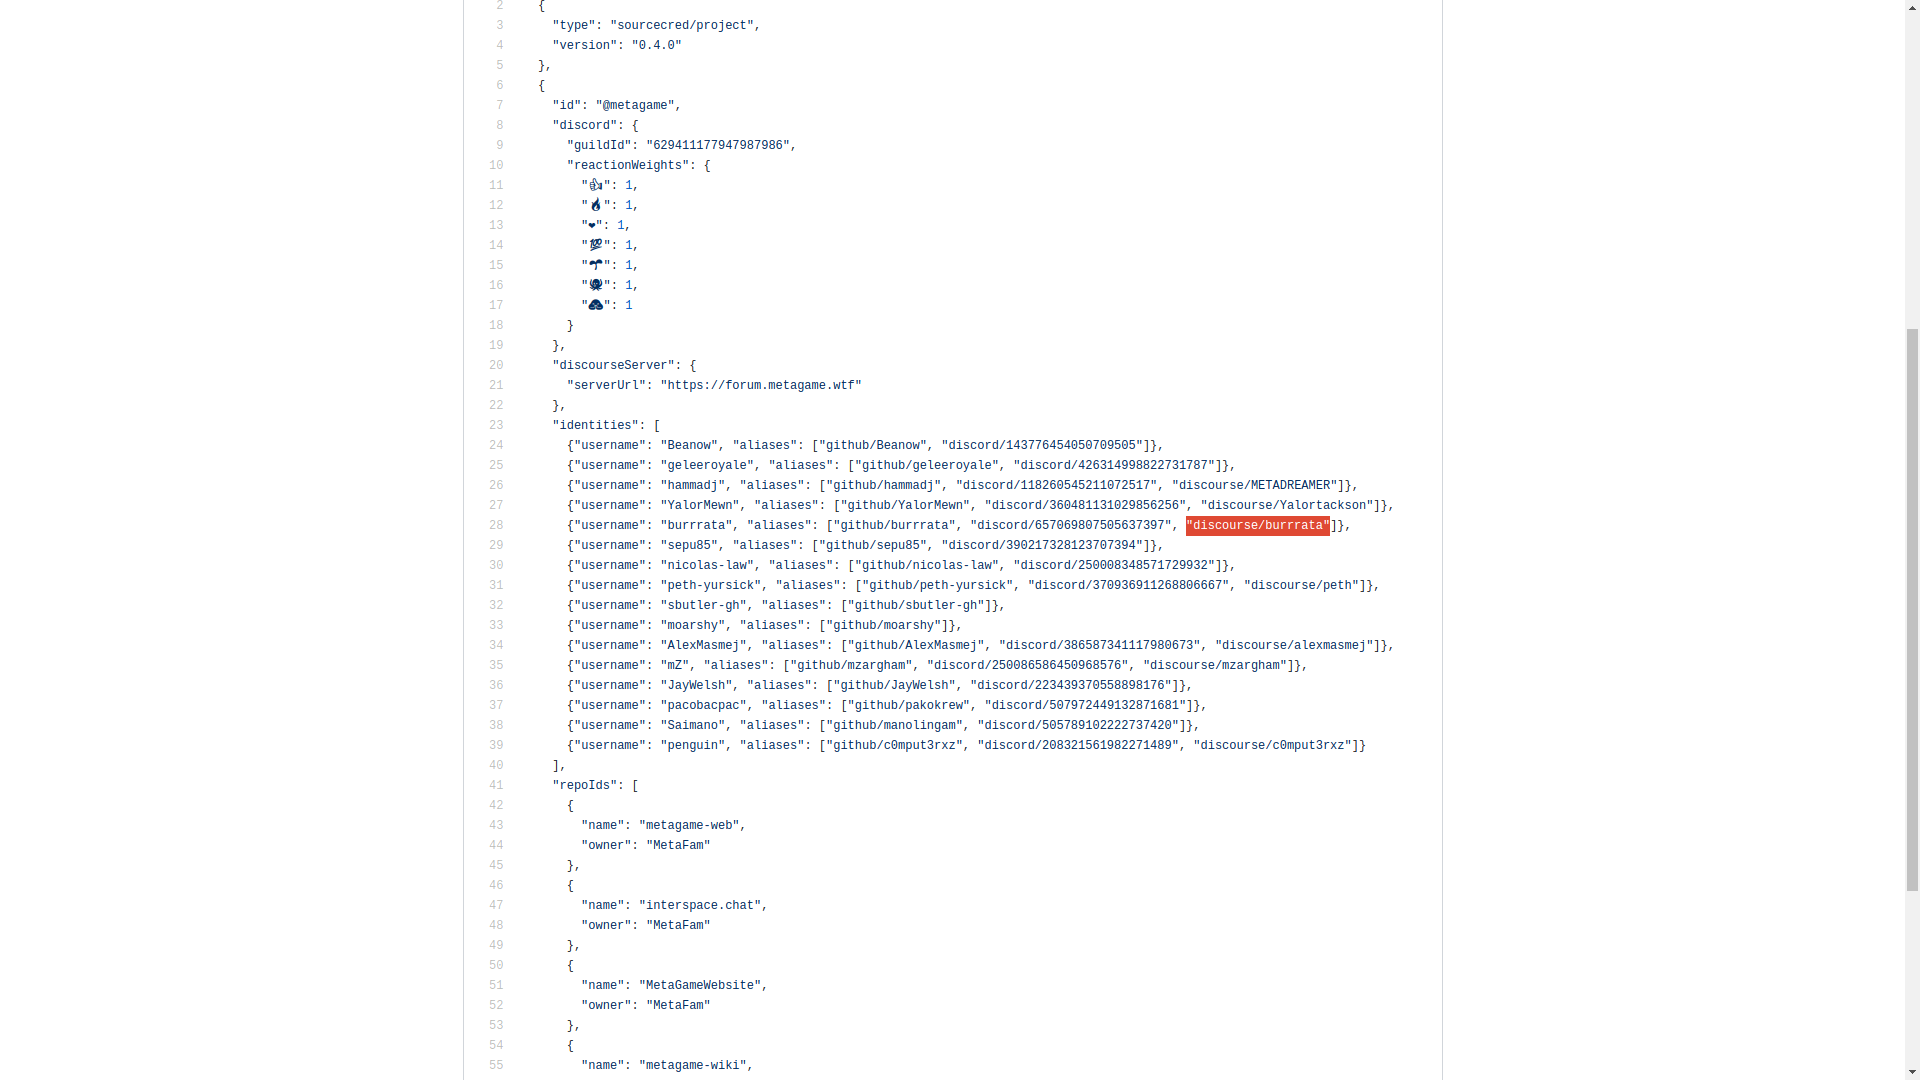 2 {
3 "type": "sourcecred/project",
4 "version": "0.4.0"
5 },
6 {
7 "id": "@metagame",
8 "discord": {
9 "guildId": "629411177947987986",
10 "reactionWeights": {
11 "👍": 1,
12 "🔥": 1,
13 "❤": 1,
14 "💯": 1,
15 "🌱": 1,
16 "🐙": 1,
17 "💩": 1
18 }
19 },
20 "discourseServer": {
21 "serverUrl": "https://forum.metagame.wtf"
22 },
23 "identities": [
24 {"username": "Beanow", "aliases": ["github/Beanow", "discord/143776454050709505"]},
25 {"username": "geleeroyale", "aliases": ["github/geleeroyale", "discord/426314998822731787"]},
26 {"username": "hammadj", "aliases": ["github/hammadj", "discord/118260545211072517", "discourse/METADREAMER"]},
27 {"username": "YalorMewn", "aliases": ["github/YalorMewn", "discord/360481131029856256", "discourse/Yalortackson"]},
28 {"username": "burrrata", "aliases": ["github/burrrata", "discord/657069807505637397", "discourse/burrrata"]},
29 {"username": "sepu85", "aliases": ["github/sepu85", "discord/390217328123707394"]},
30 {"username": "nicolas-law", "aliases": ["github/nicolas-law", "discord/250008348571729932"]},
31 {"username": "peth-yursick", "aliases": ["github/peth-yursick", "discord/370936911268806667", "discourse/peth"]},
32 {"username": "sbutler-gh", "aliases": ["github/sbutler-gh"]},
33 {"username": "moarshy", "aliases": ["github/moarshy"]},
34 {"username": "AlexMasmej", "aliases": ["github/AlexMasmej", "discord/386587341117980673", "discourse/alexmasmej"]},
35 {"username": "mZ", "aliases": ["github/mzargham", "discord/250086586450968576", "discourse/mzargham"]},
36 {"username": "JayWelsh", "aliases": ["github/JayWelsh", "discord/223439370558898176"]},
37 {"username": "pacobacpac", "aliases": ["github/pakokrew", "discord/507972449132871681"]},
38 {"username": "Saimano", "aliases": ["github/manolingam", "discord/505789102222737420"]},
39 {"username": "penguin", "aliases": ["github/c0mput3rxz", "discord/208321561982271489", "discourse/c0mput3rxz"]}
40 ],
41 "repoIds": [
42 {
43 "name": "metagame-web",
44 "owner": "MetaFam"
45 },
46 {
47 "name": "interspace.chat",
48 "owner": "MetaFam"
49 },
50 {
51 "name": "MetaGameWebsite",
52 "owner": "MetaFam"
53 },
54 {
55 "name": "metagame-wiki",